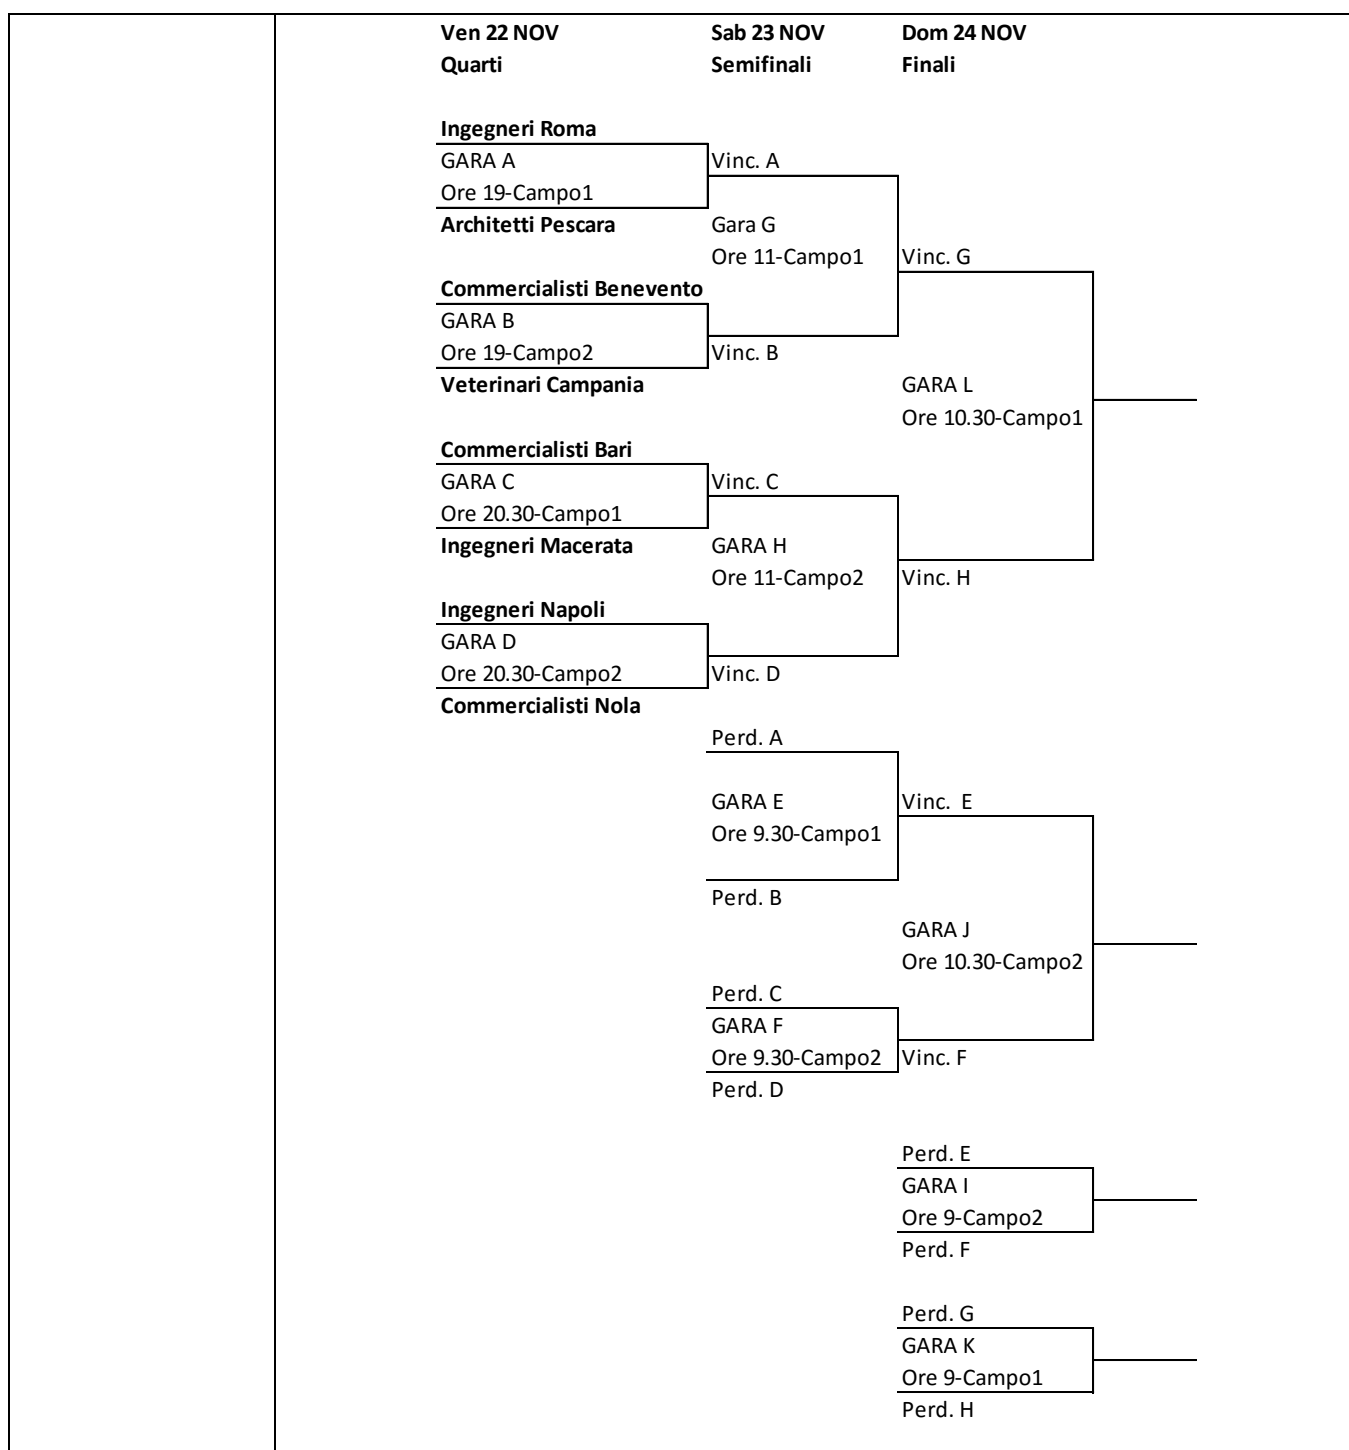 Ven 22 NOV Sab 23 NOV Dom 24 NOV
Quarti Semifinali Finali
Ingegneri Roma
GARA A Vinc. A
Ore 19-Campo1
Architetti Pescara Gara G
Ore 11-Campo1 Vinc. G
Commercialisti Benevento
GARA B
Ore 19-Campo2 Vinc. B
Veterinari Campania GARA L
Ore 10.30-Campo1
Commercialisti Bari
GARA C Vinc. C
Ore 20.30-Campo1
Ingegneri Macerata GARA H
Ore 11-Campo2 Vinc. H
Ingegneri Napoli
GARA D
Ore 20.30-Campo2 Vinc. D
Commercialisti Nola
Perd. A
GARA E Vinc. E
Ore 9.30-Campo1
Perd. B
GARA J
Ore 10.30-Campo2
Perd. C
GARA F
Ore 9.30-Campo2 Vinc. F
Perd. D
Perd. E
GARA I
Ore 9-Campo2
Perd. F
Perd. G
GARA K
Ore 9-Campo1
Perd. H